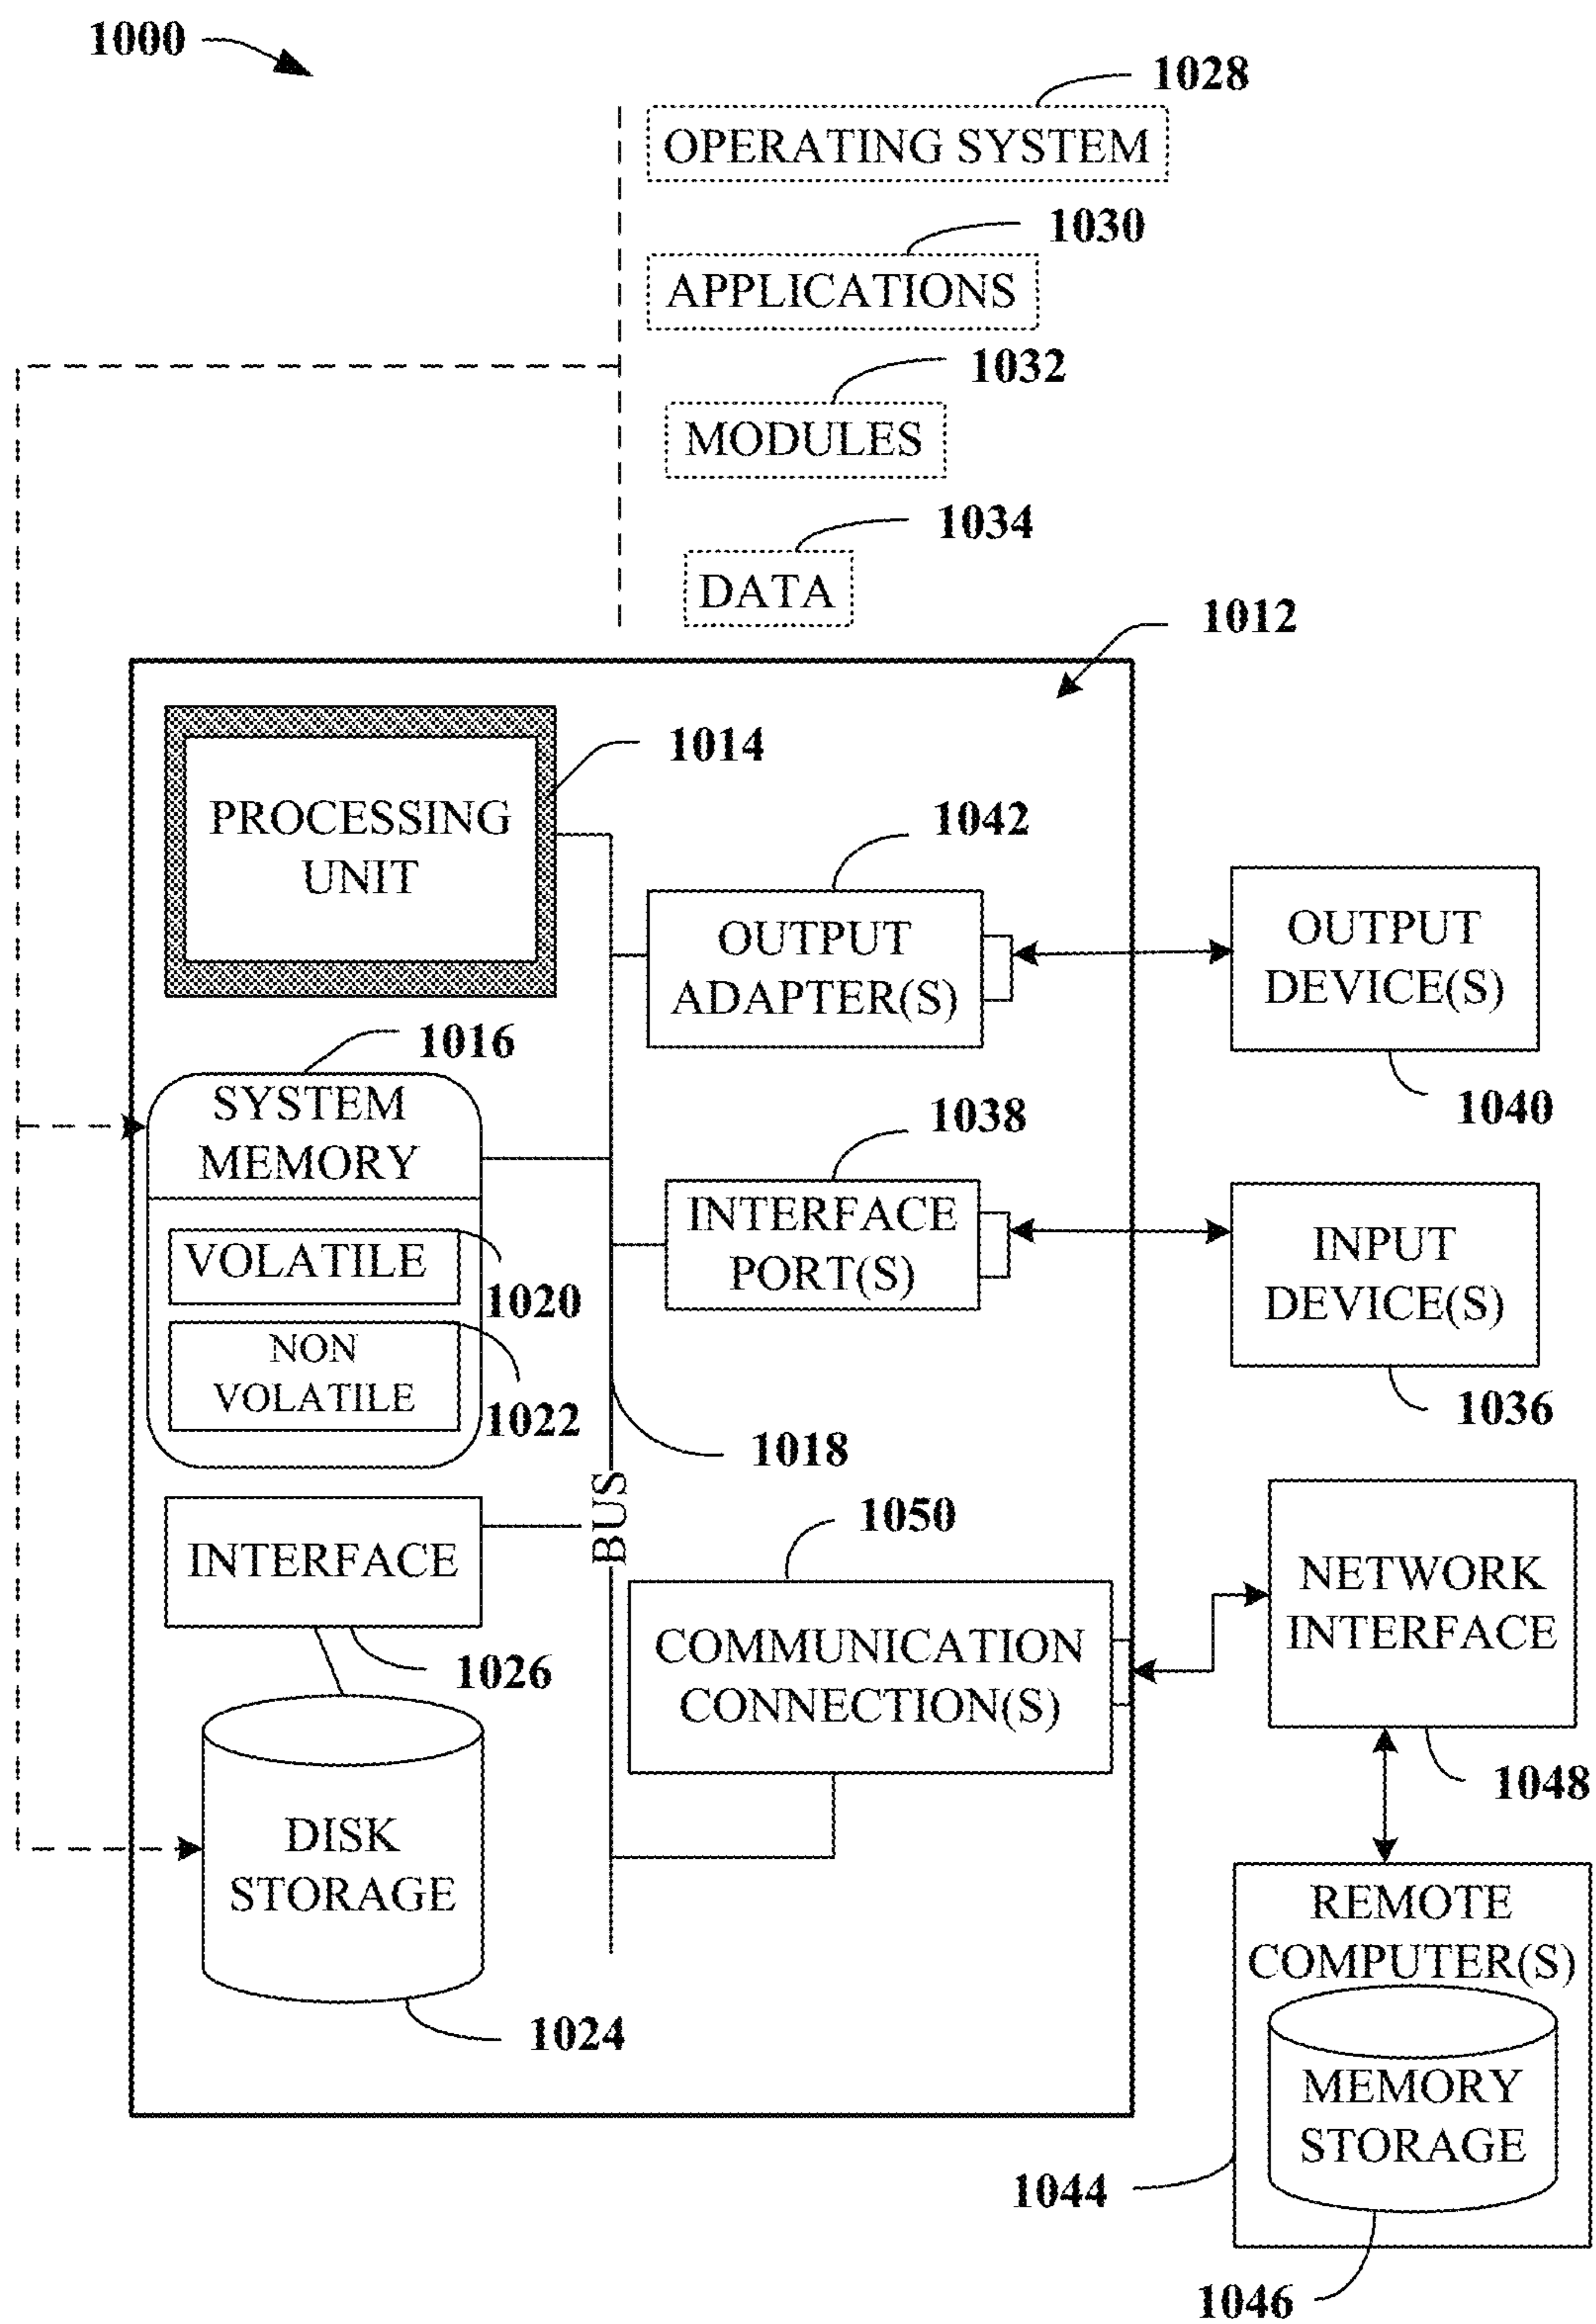 1000
1028
OPERATING SYSTEM
1030
APPLICATIONS
1032
MODULES
1034
DATA
1012
1014
PROCESSING
UNIT
1042
OUTPUT
ADAPTER(S)
OUTPUT
DEVICE(S)
1040
1016
SYSTEM
MEMORY
VOLATILE
1020
NON
VOLATILE
1022
1038
INTERFACE
PORT(S)
INPUT
DEVICE(S)
1036
1018
BUS
INTERFACE
1026
1050
COMMUNICATION
CONNECTION(S)
NETWORK
INTERFACE
1048
DISK
STORAGE
1024
REMOTE
COMPUTER(S)
MEMORY
STORAGE
1044
1046